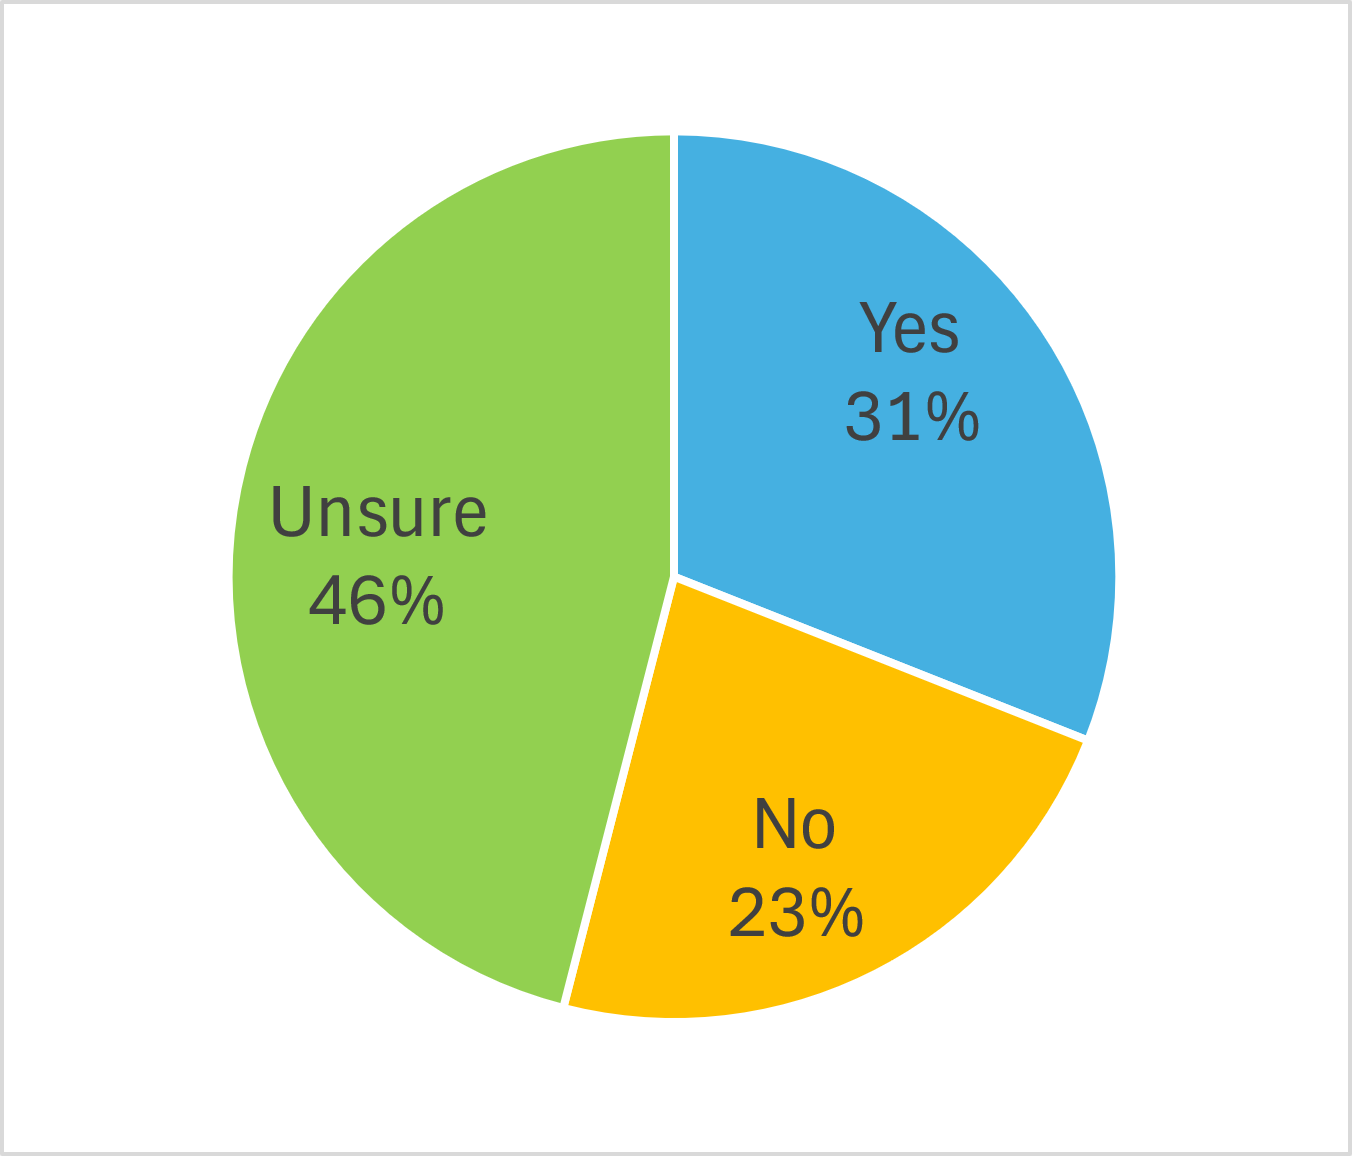 Yes
31%
Unsure
46%
No
23%